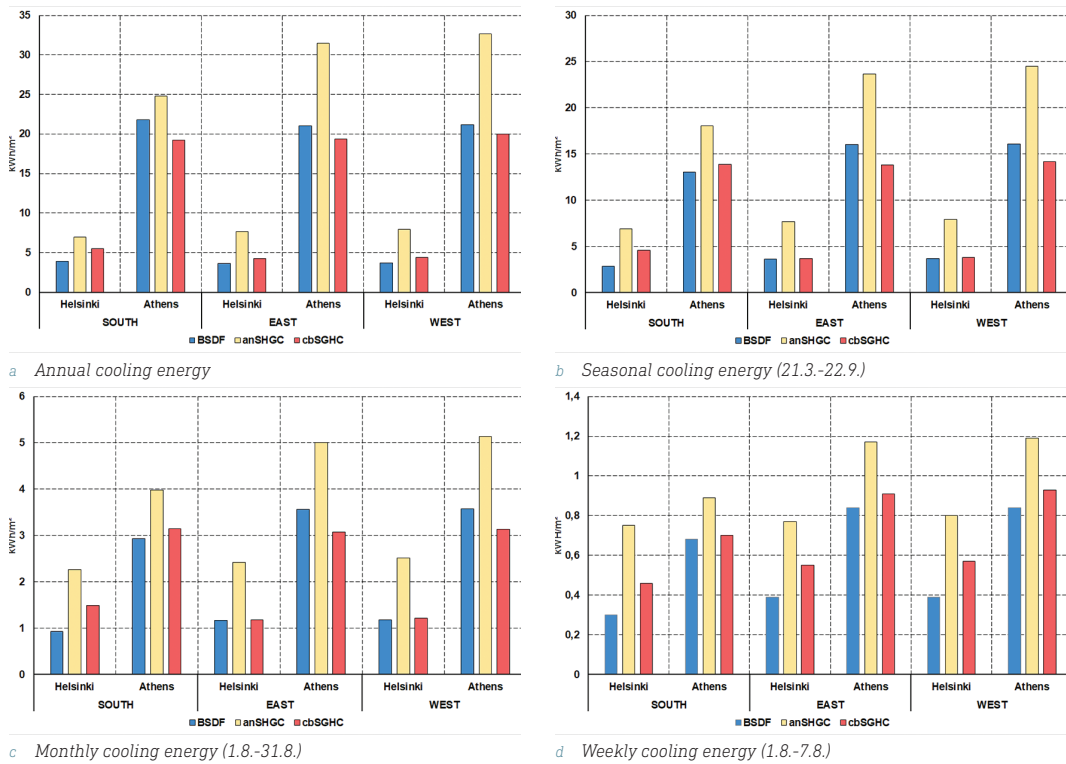 35
30
25
20
15
10
5
0
kWh/m²
Helsinki Athens Helsinki Athens Helsinki Athens
SOUTH EAST WEST
BSDF anSHGC cbSGHC
a Annual cooling energy
30
25
20
15
10
5
0
kWh/m²
Helsinki Athens Helsinki Athens Helsinki Athens
SOUTH EAST WEST
BSDF anSHGC cbSGHC
b Seasonal cooling energy (21.3.-22.9.)
6
5
4
3
2
1
0
kWh/m²
Helsinki Athens Helsinki Athens Helsinki Athens
SOUTH EAST WEST
BSDF anSHGC cbSGHC
c Monthly cooling energy (1.8.-31.8.)
1,4
1,2
1
0,8
0,6
0,4
0,2
0
kWH/m²
Helsinki Athens Helsinki Athens Helsinki Athens
SOUTH EAST WEST
BSDF anSHGC cbSGHC
d Weekly cooling energy (1.8.-7.8.)